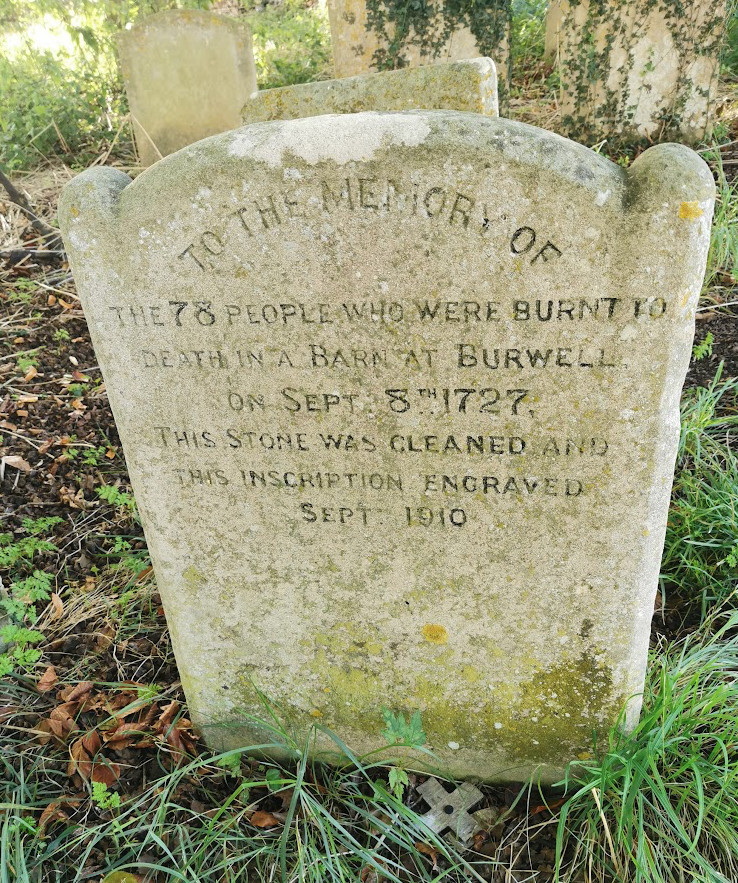 TO THE MEMORY OF
THE 78 PEOPLE WHO WERE BURNT TO
DEATH IN A BARN AT BURWELL,
ON SEPT. 8TH 1727,
THIS STONE WAS CLEANED AND
THIS INSCRIPTION ENGRAVED
SEPT 1910